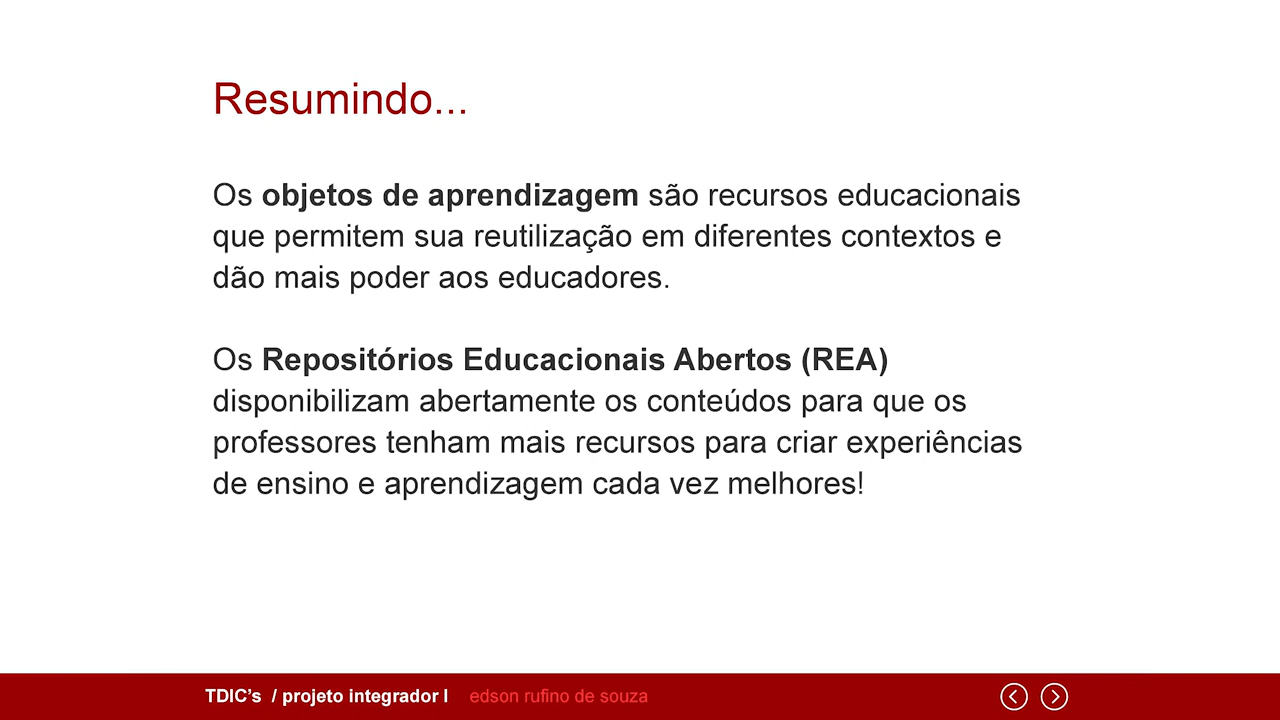 Resumindo...
Os objetos de aprendizagem são recursos educacionais
que permitem sua reutilização em diferentes contextos e
dão mais poder aos educadores.
Os Repositórios Educacionais Abertos (REA)
disponibilizam abertamente os conteúdos para que os
professores tenham mais recursos para criar experiências
de ensino e aprendizagem cada vez melhores!
TDIC’s / projeto integrador I edson rufino de souza